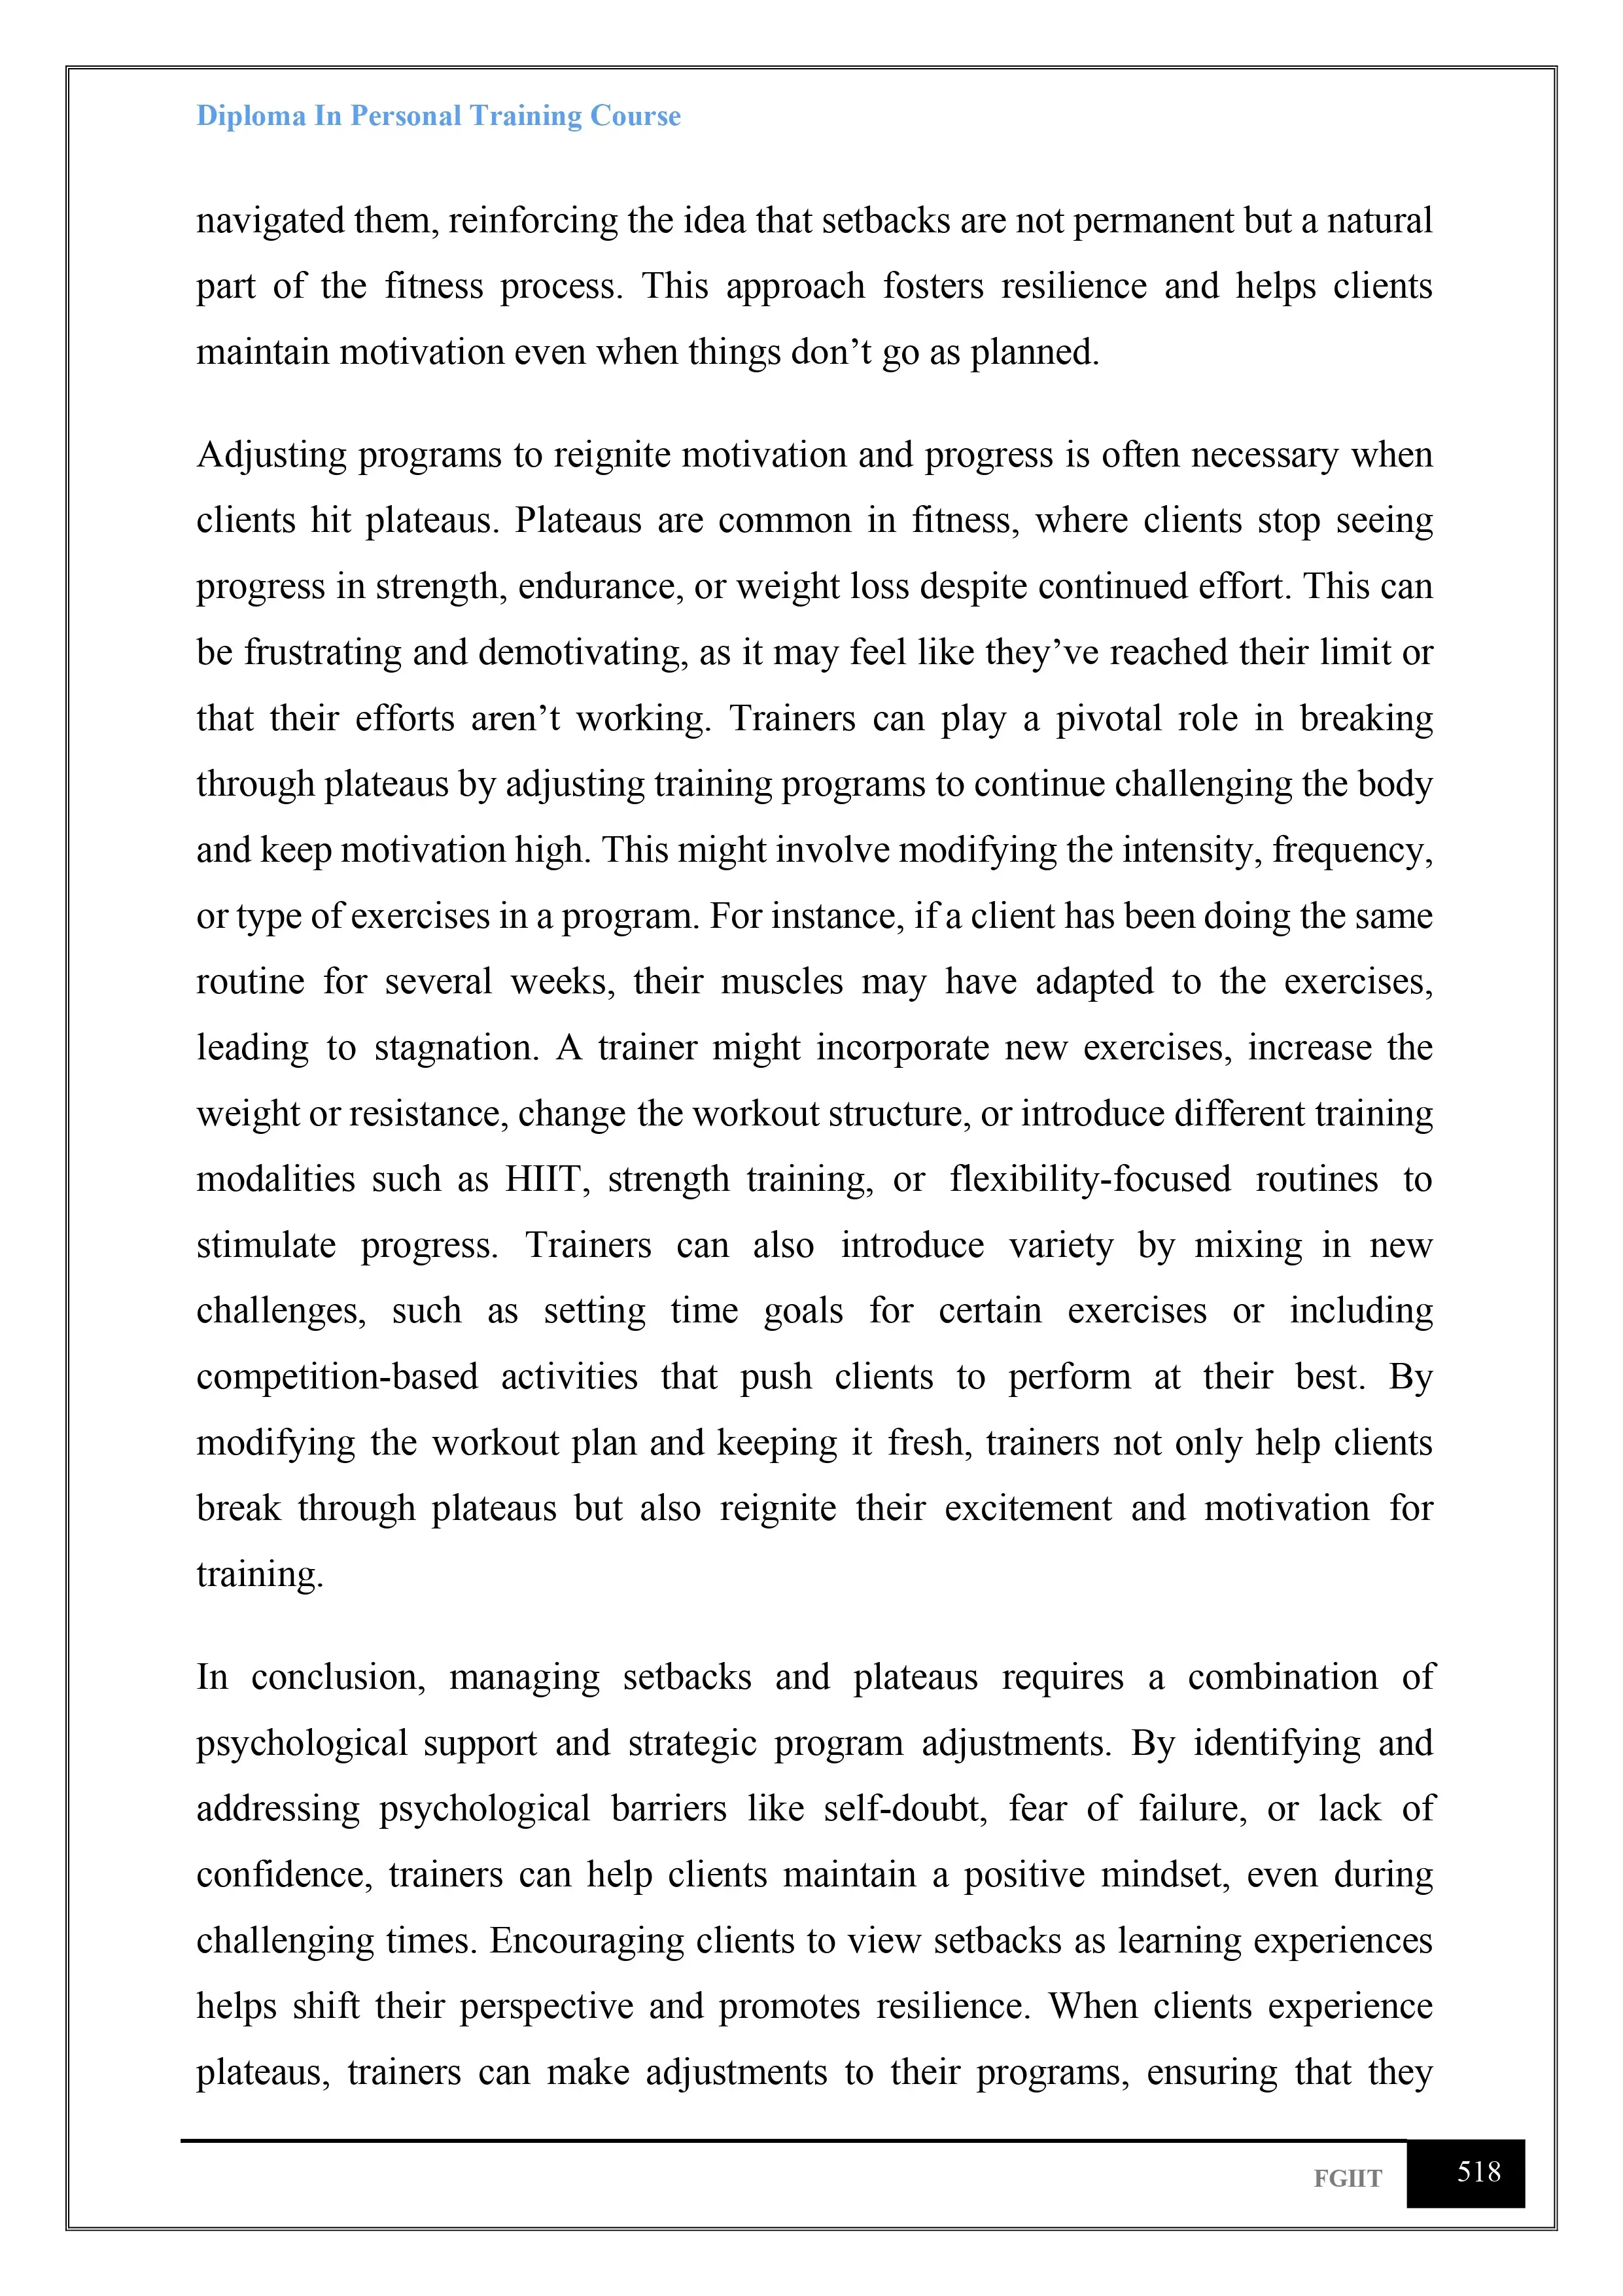 Diploma In Personal Training Course
navigated them, reinforcing the idea that setbacks are not permanent but a natural
part of the fitness process. This approach fosters resilience and helps clients
maintain motivation even when things don’t go as planned.
Adjusting programs to reignite motivation and progress is often necessary when
clients hit plateaus. Plateaus are common in fitness, where clients stop seeing
progress in strength, endurance, or weight loss despite continued effort. This can
be frustrating and demotivating, as it may feel like they’ve reached their limit or
that their efforts aren’t working. Trainers can play a pivotal role in breaking
through plateaus by adjusting training programs to continue challenging the body
and keep motivation high. This might involve modifying the intensity, frequency,
or type of exercises in a program. For instance, if a client has been doing the same
routine for several weeks, their muscles may have adapted to the exercises,
leading to stagnation. A trainer might incorporate new exercises, increase the
weight or resistance, change the workout structure, or introduce different training
modalities such as HIIT, strength training, or flexibility-focused routines to
stimulate progress. Trainers can also introduce variety by mixing in new
challenges, such as setting time goals for certain exercises or including
competition-based activities that push clients to perform at their best. By
modifying the workout plan and keeping it fresh, trainers not only help clients
break through plateaus but also reignite their excitement and motivation for
training.
In conclusion, managing setbacks and plateaus requires a combination of
psychological support and strategic program adjustments. By identifying and
addressing psychological barriers like self-doubt, fear of failure, or lack of
confidence, trainers can help clients maintain a positive mindset, even during
challenging times. Encouraging clients to view setbacks as learning experiences
helps shift their perspective and promotes resilience. When clients experience
plateaus, trainers can make adjustments to their programs, ensuring that they
FGIIT 518